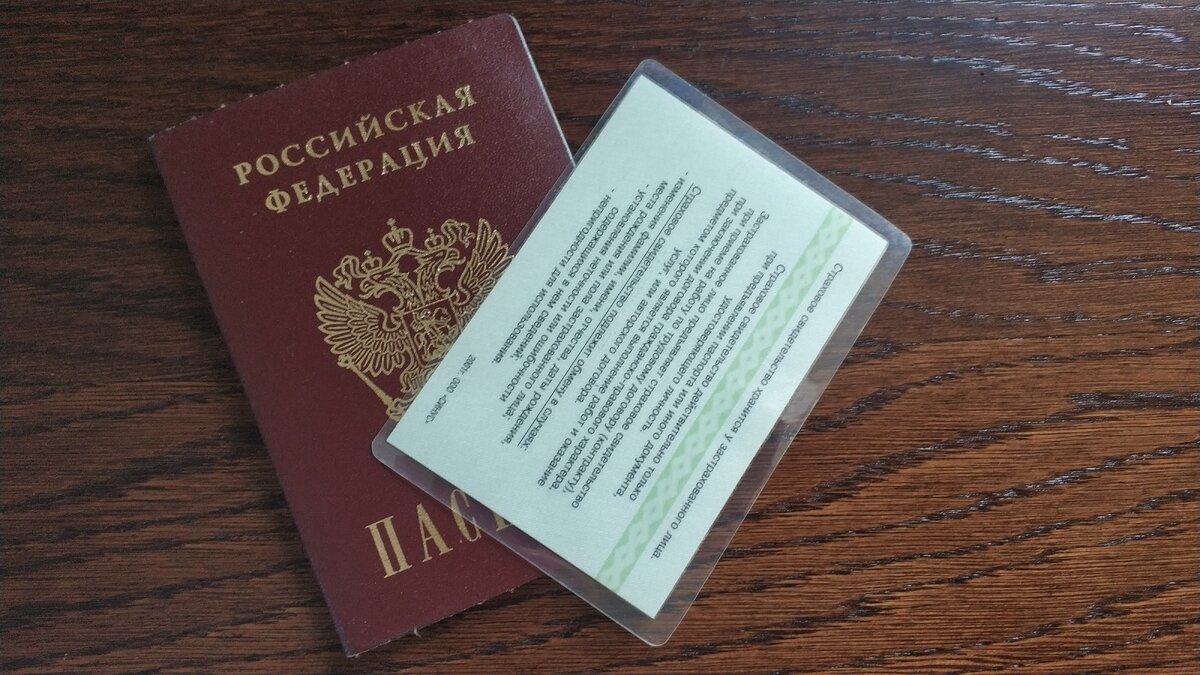 РОССИЙСКАЯ
ФЕДЕРАЦИЯ
ПАС
Страховое свидетельство хранится у застрахованного лица.
Страховое свидетельство действительно только
при предъявлении паспорта или иного документа,
удостоверяющего личность.
Застрахованное лицо предъявляет страховое свидетельство
при приеме на работу по трудовому договору (контракту),
при заключении договора гражданско-правового характера,
предметом которого является выполнение работ и оказание
услуг, или авторского договора.
Страховое свидетельство подлежит обмену в случаях:
- изменения фамилии, имени, отчества, даты рождения,
места рождения или пола застрахованного лица;
- установления неточности или ошибочности
содержащихся в нем сведений;
- непригодности для использования.
2001г. ООО